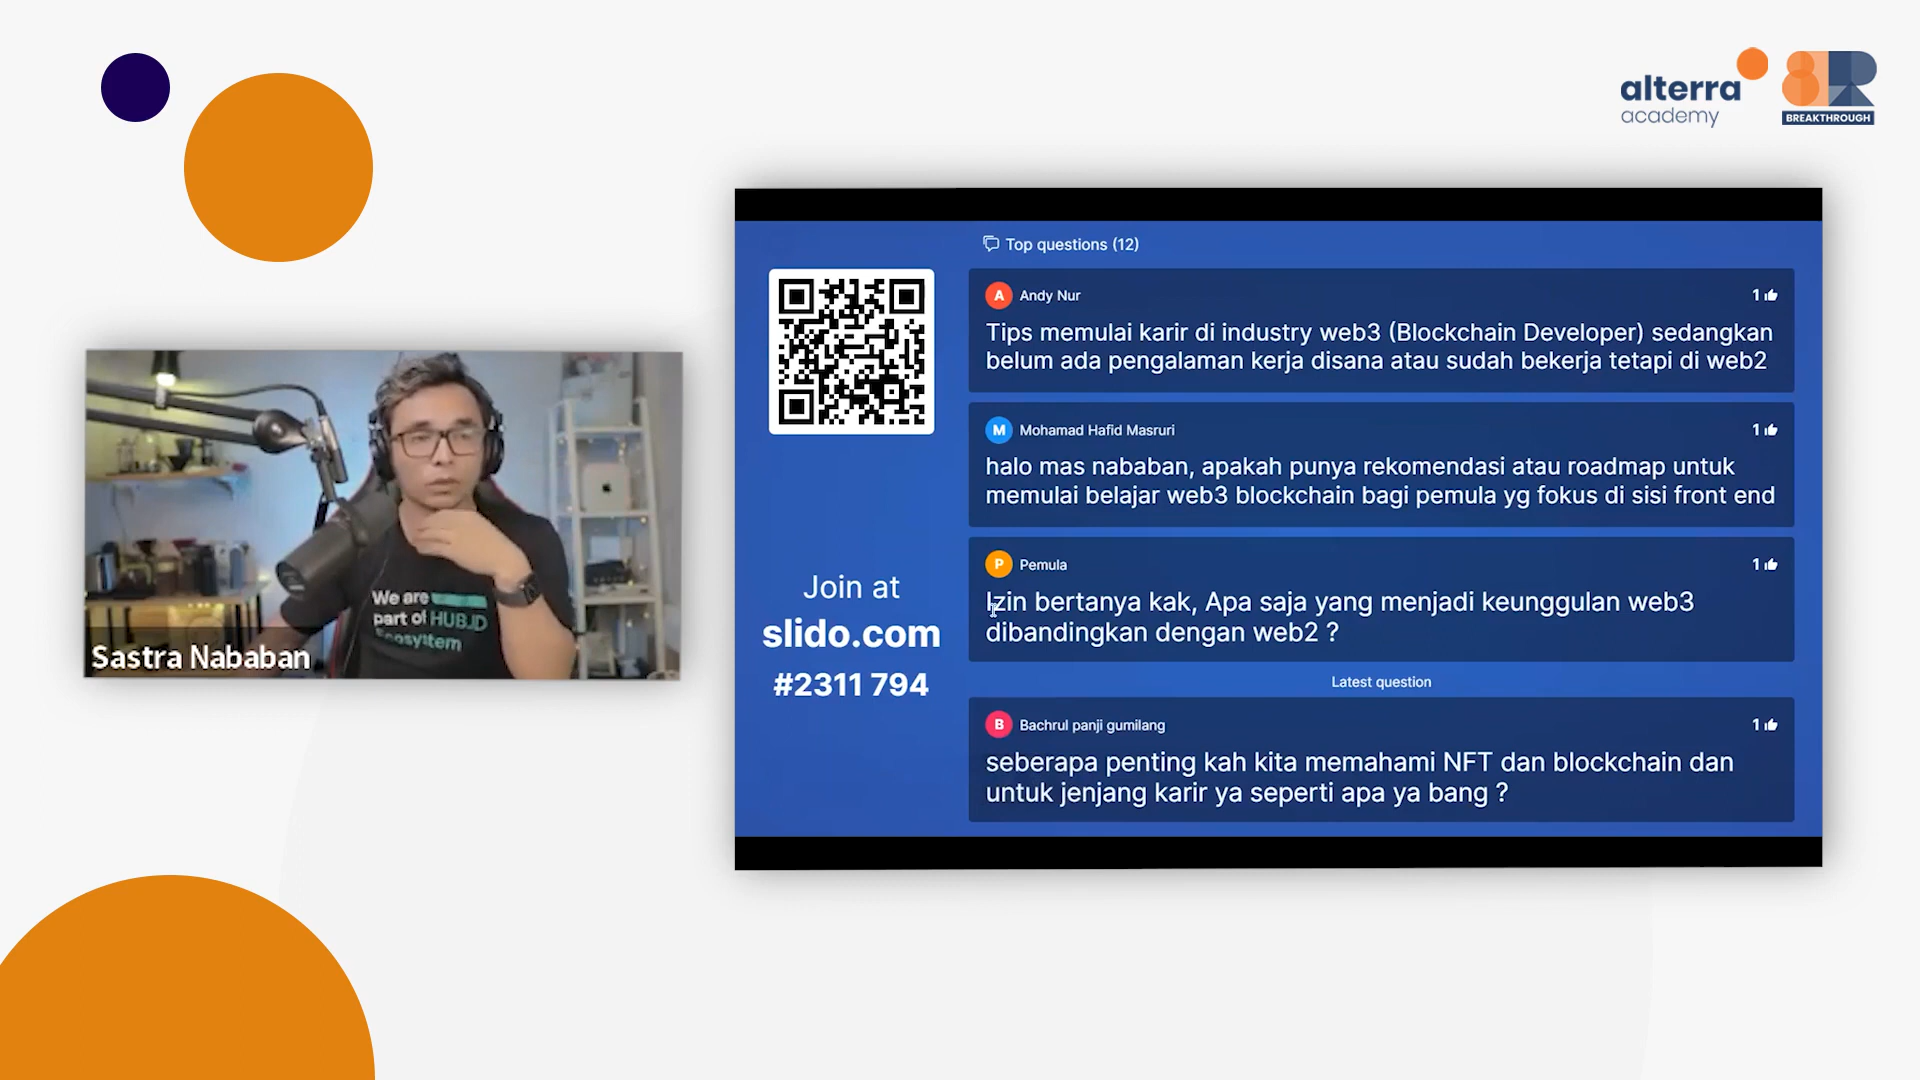 alterra
academy
BREAKTHROUGH
We are
part of HUBID
Ecosystem
Sastra Nababan
Join at
slido.com
#2311 794
Top questions (12)
A Andy Nur 1
Tips memulai karir di industry web3 (Blockchain Developer) sedangkan
belum ada pengalaman kerja disana atau sudah bekerja tetapi di web2
M Mohamad Hafid Masruri 1
halo mas nababan, apakah punya rekomendasi atau roadmap untuk
memulai belajar web3 blockchain bagi pemula yg fokus di sisi front end
P Pemula 1
Izin bertanya kak, Apa saja yang menjadi keunggulan web3
dibandingkan dengan web2 ?
Latest question
B Bachrul panji gumilang 1
seberapa penting kah kita memahami NFT dan blockchain dan
untuk jenjang karir ya seperti apa ya bang ?